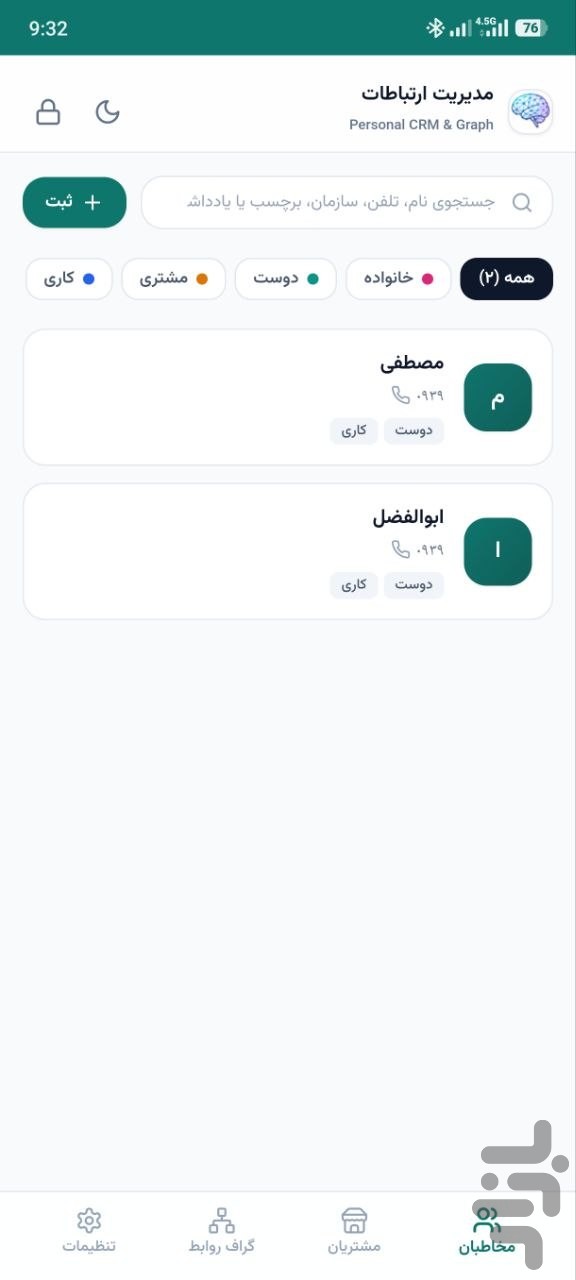 9:32
4.5G
76
مدیریت ارتباطات
Personal CRM & Graph
جستجوی نام، تلفن، سازمان، برچسب یا یادداش
ثبت
همه (۲)
خانواده
دوست
مشتری
کاری
م
مصطفی
۰۹۳۹
دوست
کاری
ا
ابوالفضل
۰۹۳۹
دوست
کاری
مخاطبان
مشتریان
گراف روابط
تنظیمات